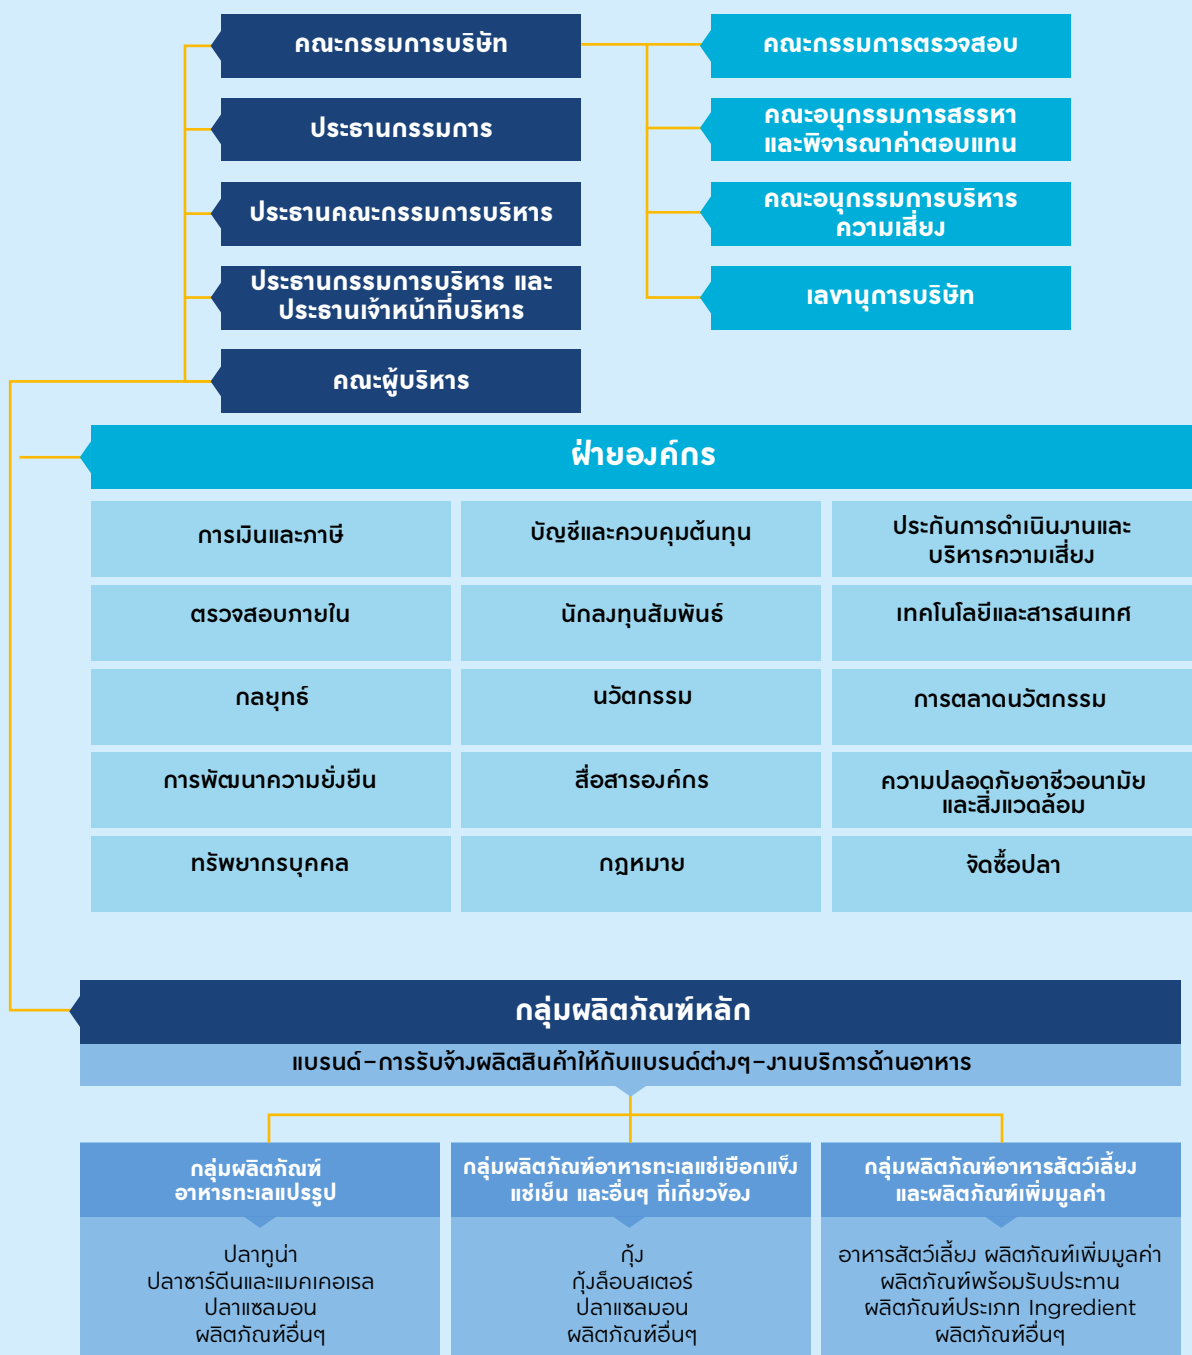 คณะกรรมการบริษัท
ประธานกรรมการ
ประธานคณะกรรมการบริหาร
ประธานกรรมการบริหาร และ
ประธานเจ้าหน้าที่บริหาร
คณะผู้บริหาร
คณะกรรมการตรวจสอบ
คณะอนุกรรมการสรรหา
และพิจารณาค่าตอบแทน
คณะอนุกรรมการบริหาร
ความเสี่ยง
เลขานุการบริษัท
ฝ่ายองค์กร
การเงินและภาษี
บัญชีและควบคุมต้นทุน
ประกันการดำเนินงานและ
บริหารความเสี่ยง
ตรวจสอบภายใน
นักลงทุนสัมพันธ์
เทคโนโลยีและสารสนเทศ
กลยุทธ์
นวัตกรรม
การตลาดนวัตกรรม
การพัฒนาความยั่งยืน
สื่อสารองค์กร
ความปลอดภัยอาชีวอนามัย
และสิ่งแวดล้อม
ทรัพยากรบุคคล
กฎหมาย
จัดซื้อปลา
กลุ่มผลิตภัณฑ์หลัก
แบรนด์-การรับจ้างผลิตสินค้าให้กับแบรนด์ต่างๆ-งานบริการด้านอาหาร
กลุ่มผลิตภัณฑ์
อาหารทะเลแปรรูป
ปลาทูน่า
ปลาซาร์ดีนและแมคเคอเรล
ปลาแซลมอน
ผลิตภัณฑ์อื่นๆ
กลุ่มผลิตภัณฑ์อาหารทะเลแช่เยือกแข็ง
แช่เย็น และอื่นๆ ที่เกี่ยวข้อง
กุ้ง
กุ้งล็อบสเตอร์
ปลาแซลมอน
ผลิตภัณฑ์อื่นๆ
กลุ่มผลิตภัณฑ์อาหารสัตว์เลี้ยง
และผลิตภัณฑ์เพิ่มมูลค่า
อาหารสัตว์เลี้ยง ผลิตภัณฑ์เพิ่มมูลค่า
ผลิตภัณฑ์พร้อมรับประทาน
ผลิตภัณฑ์ประเภท Ingredient
ผลิตภัณฑ์อื่นๆ